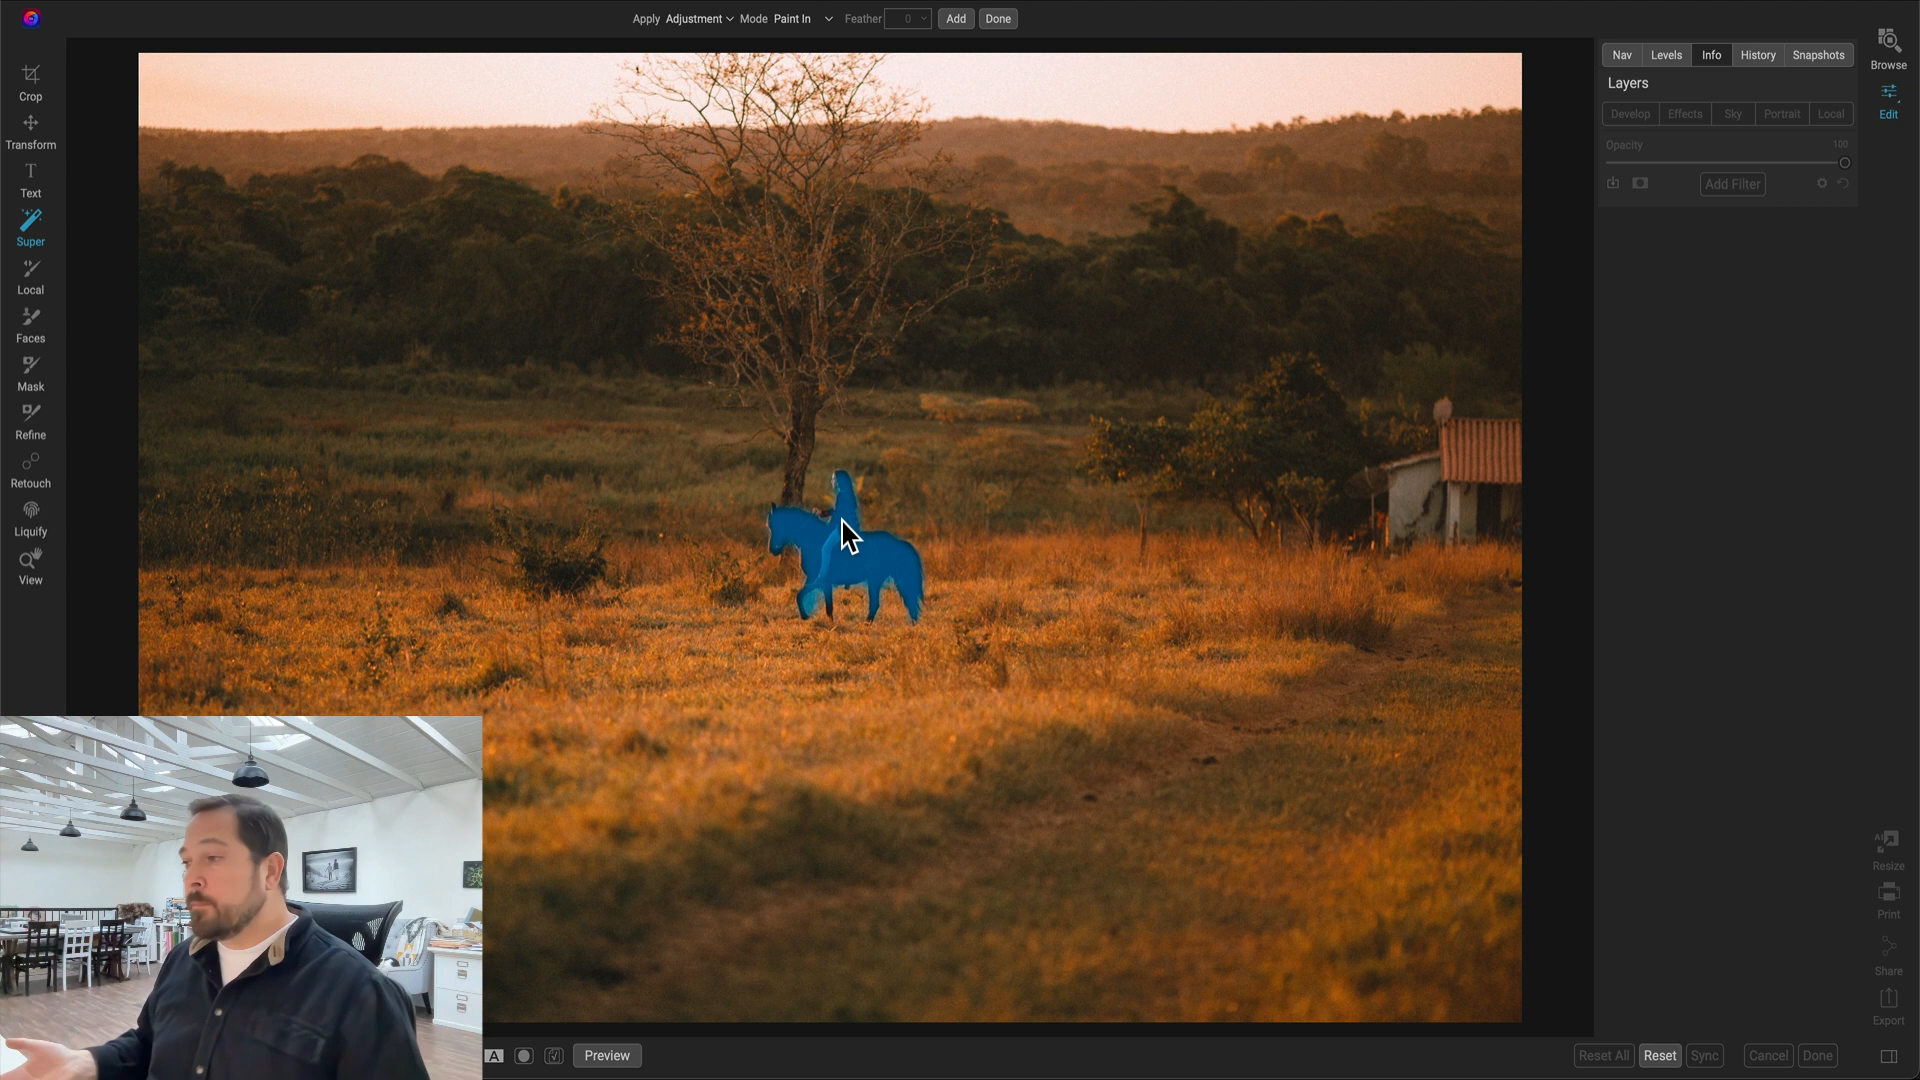 Apply Adjustment Mode Paint In Feather 0 Add Done
Crop
Transform
T
Text
Super
Local
Faces
Mask
Refine
Retouch
Liquify
View
Nav Levels Info History Snapshots
Layers
Develop Effects Sky Portrait Local
Opacity 100
Add Filter
Browse
Edit
AI
Resize
Print
Share
Export
A Preview
Reset All Reset Sync Cancel Done